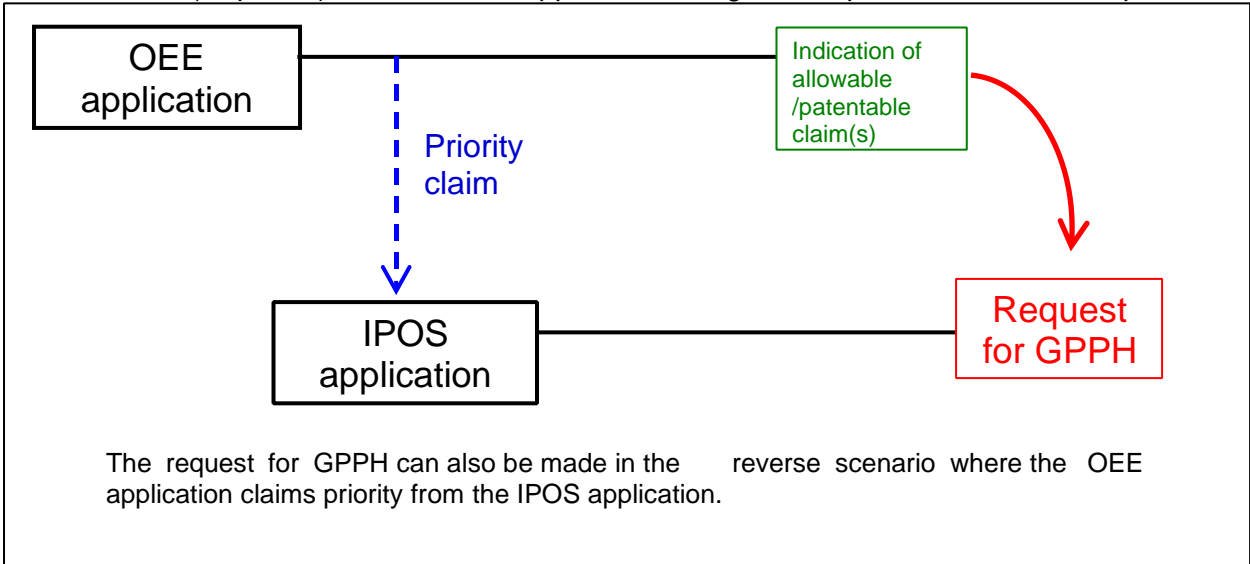 OEE
application
Indication of
allowable
/patentable
claim(s)
Priority
claim
IPOS
application
Request
for GPPH
The request for GPPH can also be made in the reverse scenario where the OEE
application claims priority from the IPOS application.